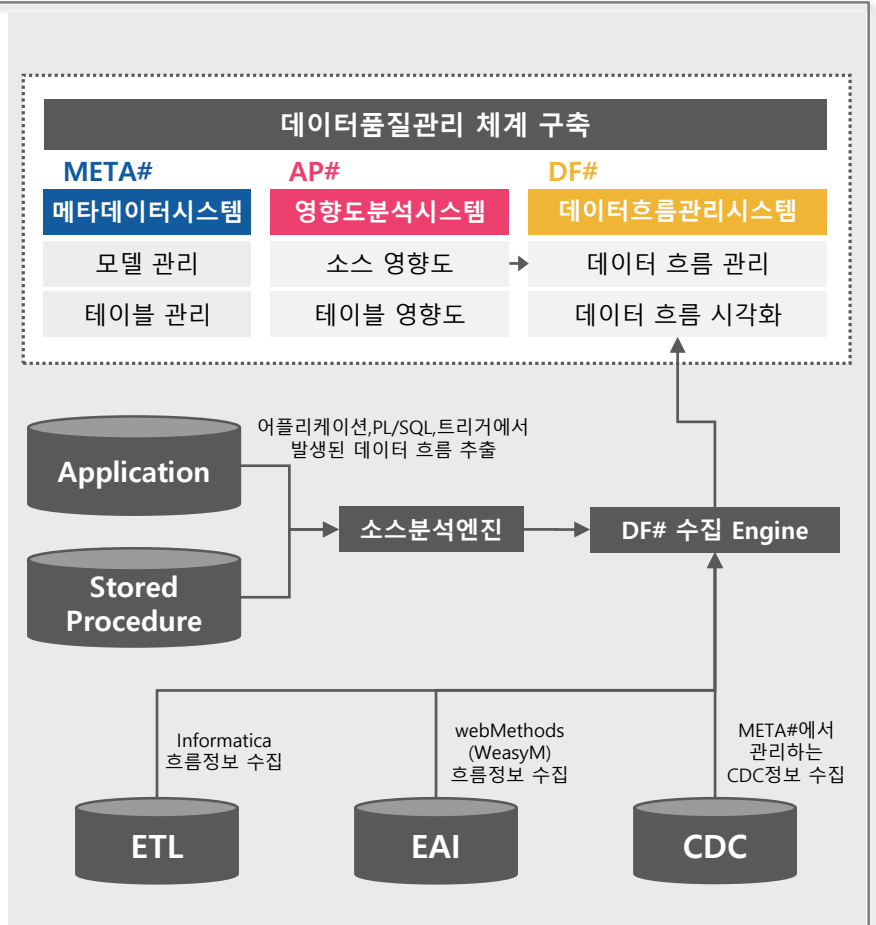 데이터품질관리 체계 구축
META#
AP#
DF#
메타데이터시스템
영향도분석시스템
데이터흐름관리시스템
모델 관리
소스 영향도
데이터 흐름 관리
테이블 관리
테이블 영향도
데이터 흐름 시각화
어플리케이션,PL/SQL,트리거에서
발생된 데이터 흐름 추출
Application
소스분석엔진
DF# 수집 Engine
Stored
Procedure
Informatica
흐름정보 수집
webMethods
(WeasyM)
흐름정보 수집
META#에서
관리하는
CDC정보 수집
ETL
EAI
CDC